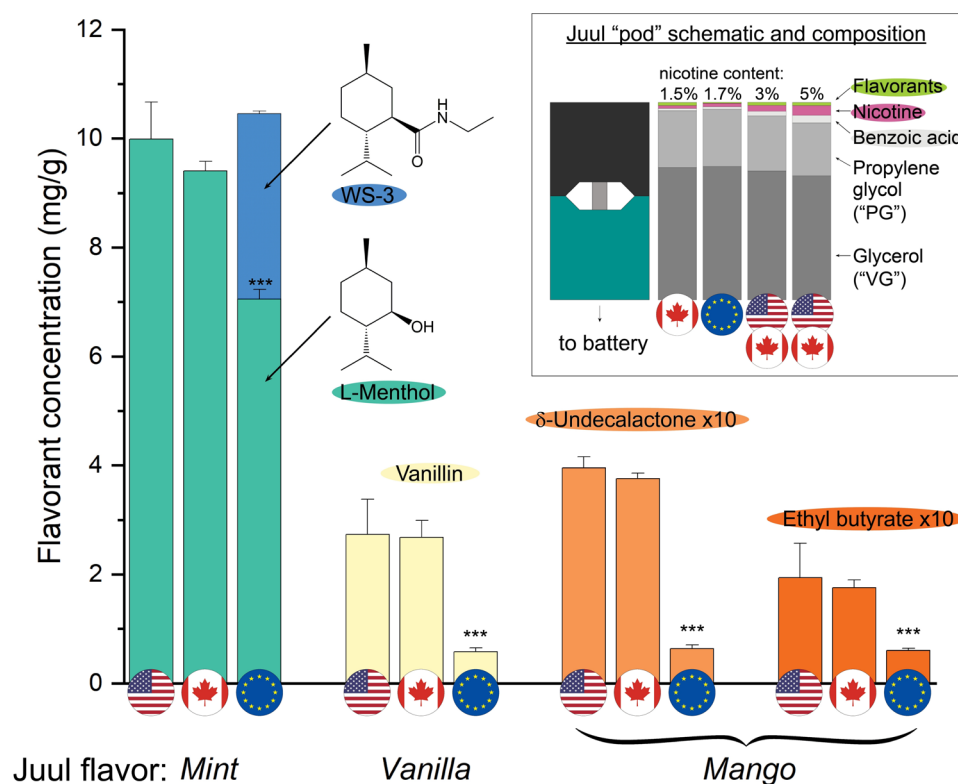 Flavorant concentration (mg/g)
12
10
8
6
4
2
0
***
N
H
O
WS-3
OH
L-Menthol
Vanillin
***
δ-Undecalactone x10
***
Ethyl butyrate x10
***
Juul flavor: Mint Vanilla Mango
Juul “pod” schematic and composition
nicotine content:
1.5% 1.7% 3% 5%
Flavorants
Nicotine
Benzoic acid
Propylene
glycol
("PG")
Glycerol
("VG")
to battery